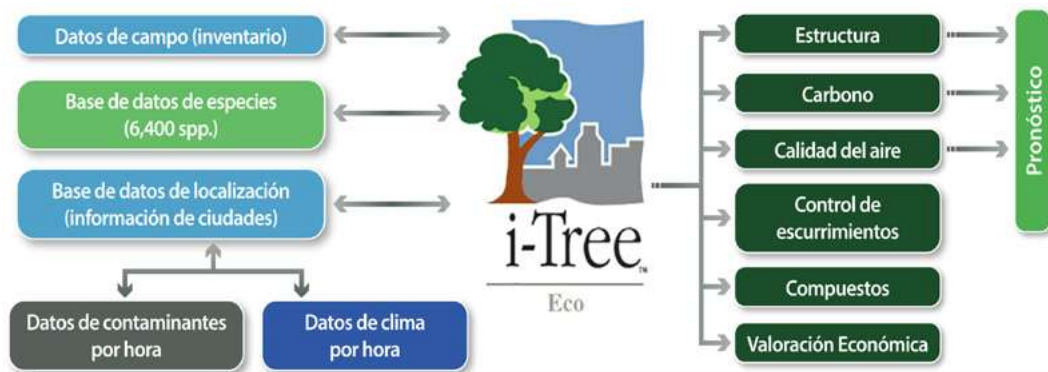 Datos de campo (inventario)
Base de datos de especies
(6,400 spp.)
Base de datos de localización
(información de ciudades)
Datos de contaminantes
por hora
Datos de clima
por hora
i-Tree™
Eco
Estructura
Carbono
Calidad del aire
Control de
escurrimientos
Compuestos
Valoración Económica
Pronóstico